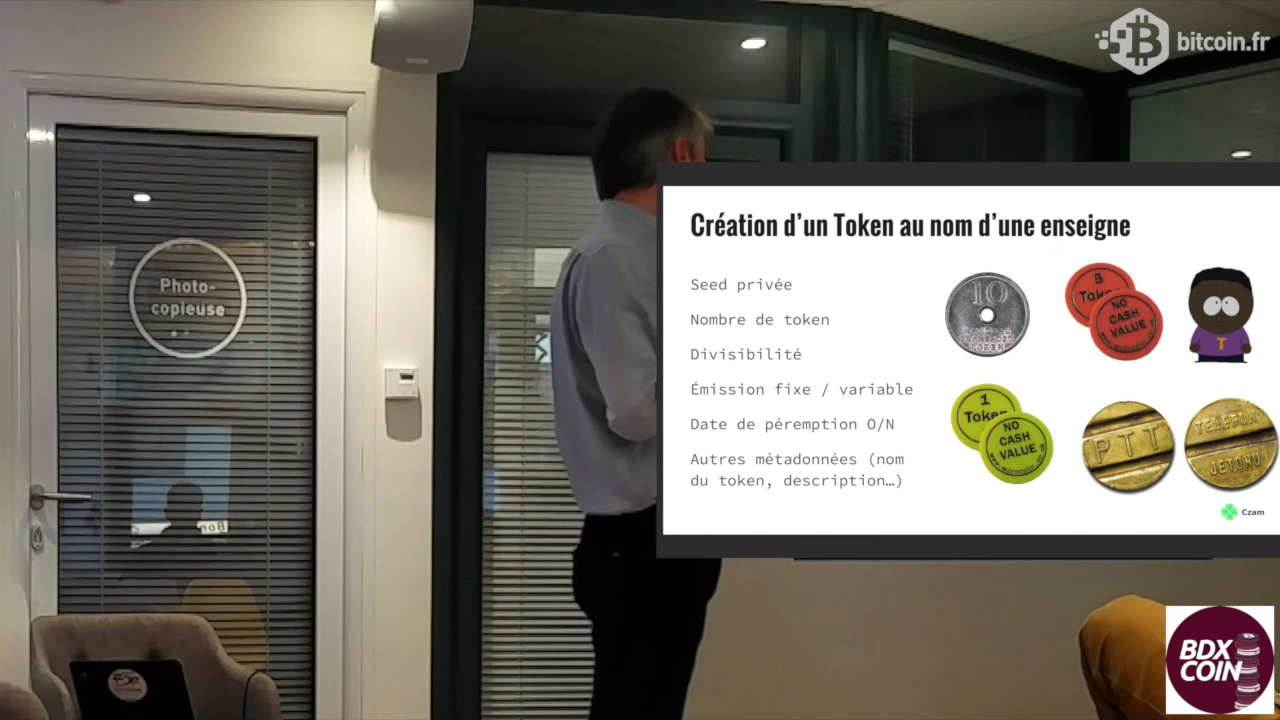 bitcoin.fr
Photo-
copieuse
Création d'un Token au nom d'une enseigne
Seed privée
Nombre de token
Divisibilité
Émission fixe / variable
Date de péremption O/N
Autres métadonnées (nom
du token, description…)
10
TOKEN
5
Tok
NO
CASH
VALUE
T
1
Token
NO
CASH
VALUE
PTT
TELEFON
JETONU
Czam
BDX
COIN